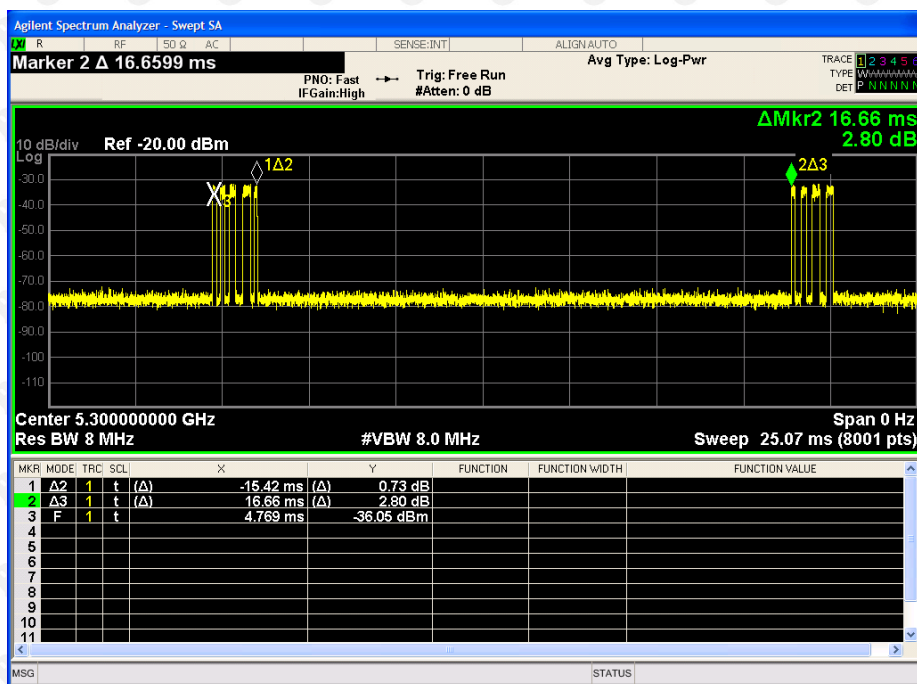 Agilent Spectrum Analyzer - Swept SA
LXI R RF 50 Ω AC SENSE:INT ALIGN AUTO
Marker 2 Δ 16.6599 ms
PNO: Fast
IFGain:High
Trig: Free Run
#Atten: 0 dB
Avg Type: Log-Pwr
TRACE 1 2 3 4 5 6
TYPE W
DET P N N N N N
ΔMkr2 16.66 ms
2.80 dB
10 dB/div Ref -20.00 dBm
Log
1Δ2
2Δ3
3
-30.0
-40.0
-50.0
-60.0
-70.0
-80.0
-90.0
-100
-110
Center 5.300000000 GHz Span 0 Hz
Res BW 8 MHz #VBW 8.0 MHz Sweep 25.07 ms (8001 pts)
MKR MODE TRC SCL X Y FUNCTION FUNCTION WIDTH FUNCTION VALUE
1 Δ2 1 t (Δ) -15.42 ms (Δ) 0.73 dB
2 Δ3 1 t (Δ) 16.66 ms (Δ) 2.80 dB
3 F 1 t 4.769 ms -36.05 dBm
4
5
6
7
8
9
10
11
MSG STATUS